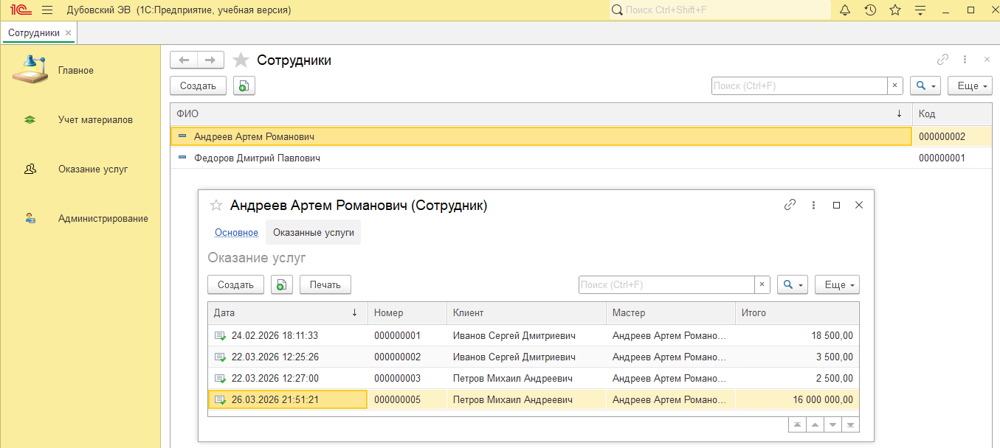 1С Дубовский ЭВ (1С:Предприятие, учебная версия) Поиск Ctrl+Shift+F
Сотрудники ×
Главное
Учет материалов
Оказание услуг
Администрирование
Сотрудники
Создать Поиск (Ctrl+F) × Еще
ФИО ↓ Код
Андреев Артем Романович 000000002
Федоров Дмитрий Павлович 000000001
Андреев Артем Романович (Сотрудник)
Основное Оказанные услуги
Оказание услуг
Создать Печать Поиск (Ctrl+F) × Еще
Дата ↓ Номер Клиент Мастер Итого
24.02.2026 18:11:33 000000001 Иванов Сергей Дмитриевич Андреев Артем Романо... 18 500,00
22.03.2026 12:25:26 000000002 Иванов Сергей Дмитриевич Андреев Артем Романо... 3 500,00
22.03.2026 12:27:00 000000003 Петров Михаил Андреевич Андреев Артем Романо... 2 500,00
26.03.2026 21:51:21 000000005 Петров Михаил Андреевич Андреев Артем Романо... 16 000 000,00